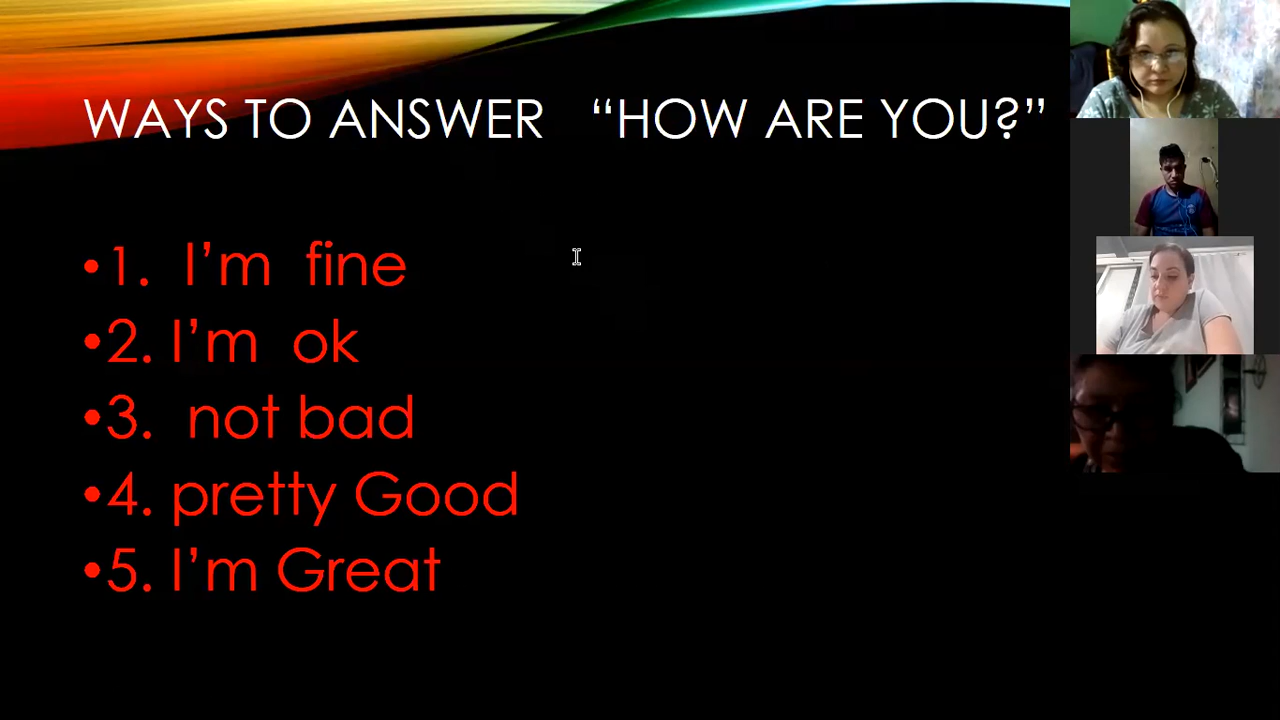 WAYS TO ANSWER “HOW ARE YOU?”
•1. I’m fine
•2. I’m ok
•3. not bad
•4. pretty Good
•5. I’m Great